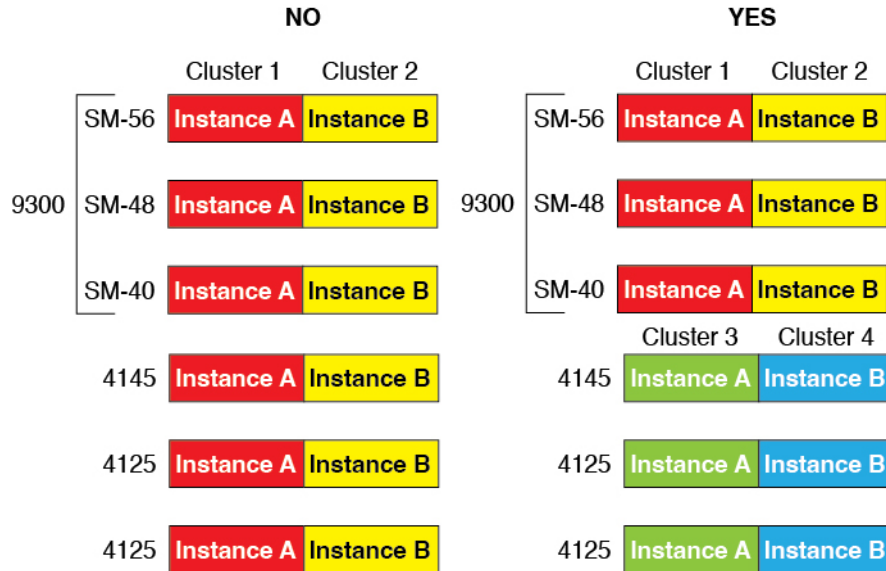 NO YES
Cluster 1 Cluster 2 Cluster 1 Cluster 2
SM-56 Instance A Instance B SM-56 Instance A Instance B
9300 SM-48 Instance A Instance B 9300 SM-48 Instance A Instance B
SM-40 Instance A Instance B SM-40 Instance A Instance B
Cluster 3 Cluster 4
4145 Instance A Instance B 4145 Instance A Instance B
4125 Instance A Instance B 4125 Instance A Instance B
4125 Instance A Instance B 4125 Instance A Instance B